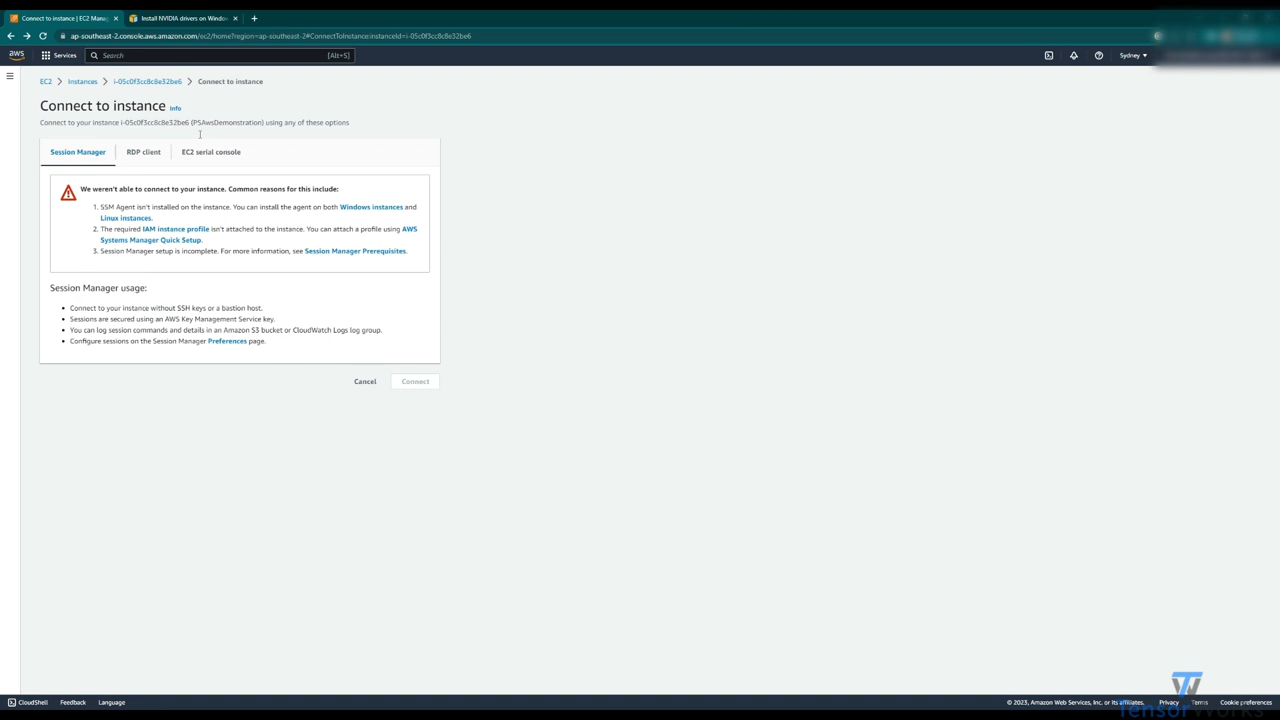 Connect to instance | EC2 Manag
Install NVIDIA drivers on Window
ap-southeast-2.console.aws.amazon.com/ec2/home?region=ap-southeast-2#ConnectToInstance:instanceId=i-05c0f3cc8c8e32be6
aws
Services
Search
[Alt+S]
Sydney
EC2
Instances
i-05c0f3cc8c8e32be6
Connect to instance
Connect to instance Info
Connect to your instance i-05c0f3cc8c8e32be6 (PSAwsDemonstration) using any of these options
Session Manager
RDP client
EC2 serial console
We weren't able to connect to your instance. Common reasons for this include:
1. SSM Agent isn't installed on the instance. You can install the agent on both Windows instances and
Linux instances.
2. The required IAM instance profile isn't attached to the instance. You can attach a profile using AWS
Systems Manager Quick Setup.
3. Session Manager setup is incomplete. For more information, see Session Manager Prerequisites.
Session Manager usage:
• Connect to your instance without SSH keys or a bastion host.
• Sessions are secured using an AWS Key Management Service key.
• You can log session commands and details in an Amazon S3 bucket or CloudWatch Logs log group.
• Configure sessions on the Session Manager Preferences page.
Cancel
Connect
CloudShell
Feedback
Language
© 2023, Amazon Web Services, Inc. or its affiliates.
Privacy
Terms
Cookie preferences
TensorWorks